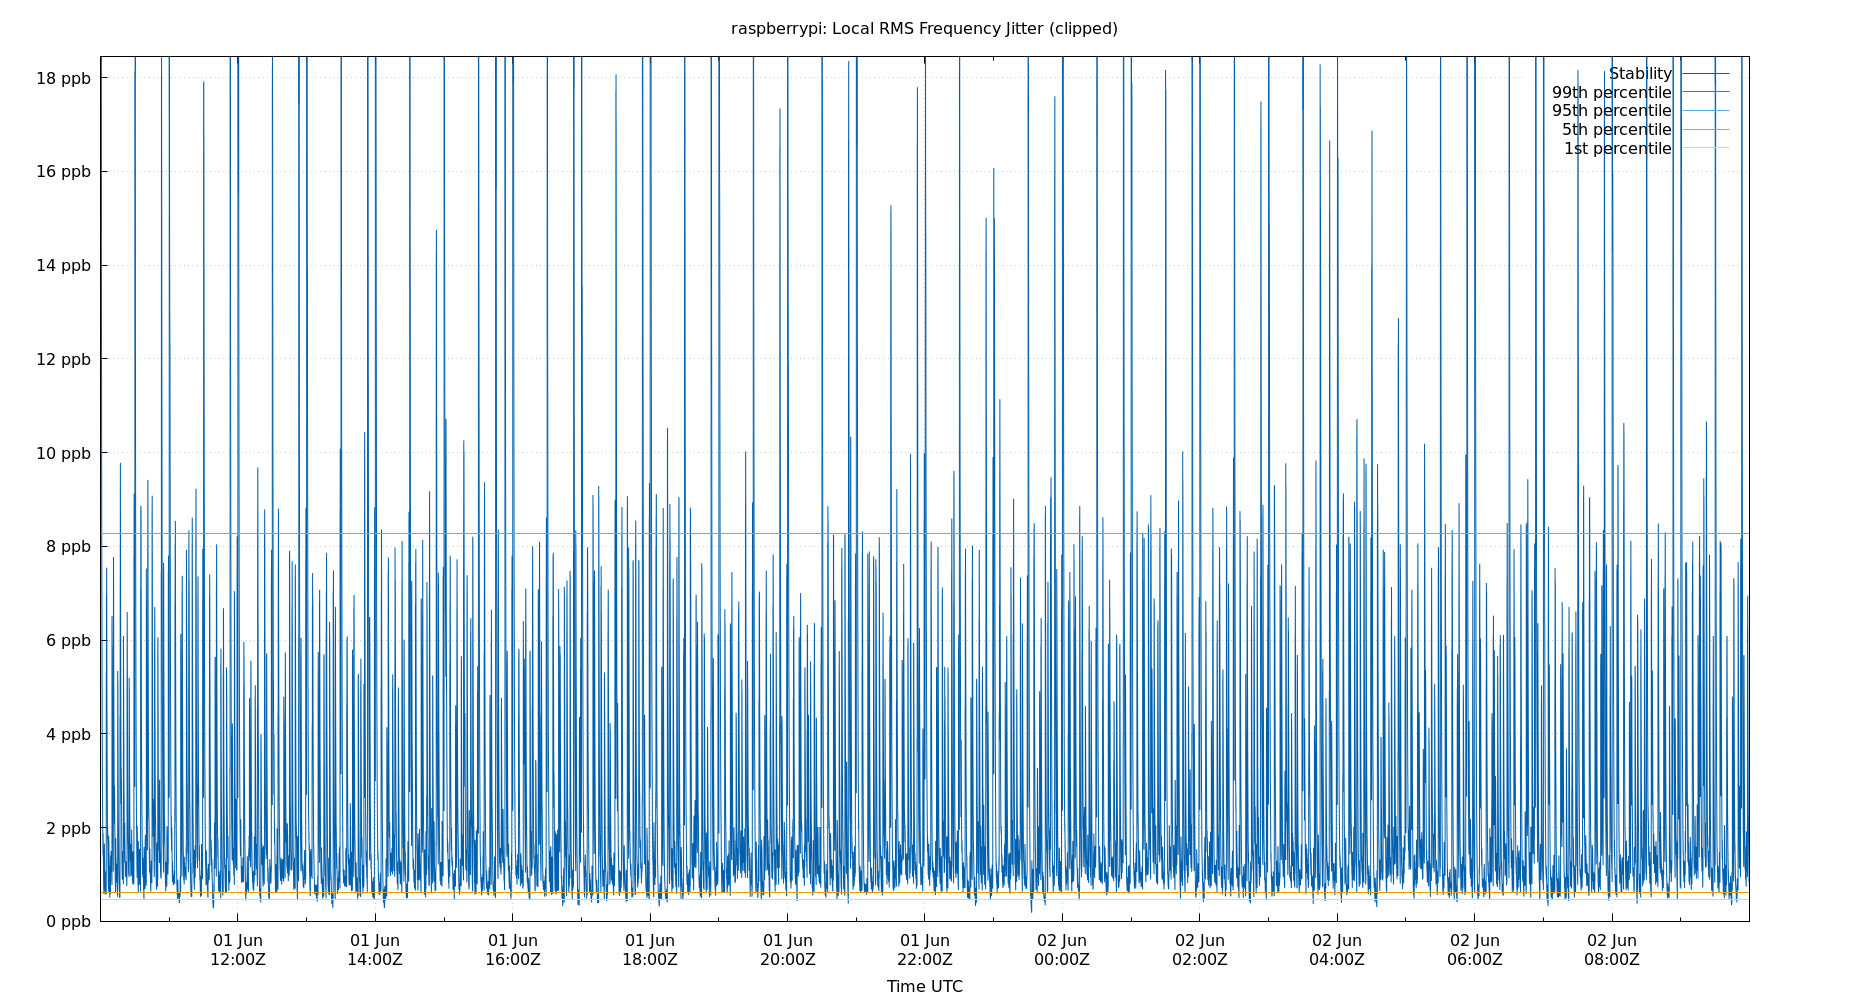 raspberrypi: Local RMS Frequency Jitter (clipped)
18 ppb
16 ppb
14 ppb
12 ppb
10 ppb
8 ppb
6 ppb
4 ppb
2 ppb
0 ppb
Stability
99th percentile
95th percentile
5th percentile
1st percentile
01 Jun 01 Jun 01 Jun 01 Jun 01 Jun 01 Jun 02 Jun 02 Jun 02 Jun 02 Jun 02 Jun
12:00Z 14:00Z 16:00Z 18:00Z 20:00Z 22:00Z 00:00Z 02:00Z 04:00Z 06:00Z 08:00Z
Time UTC